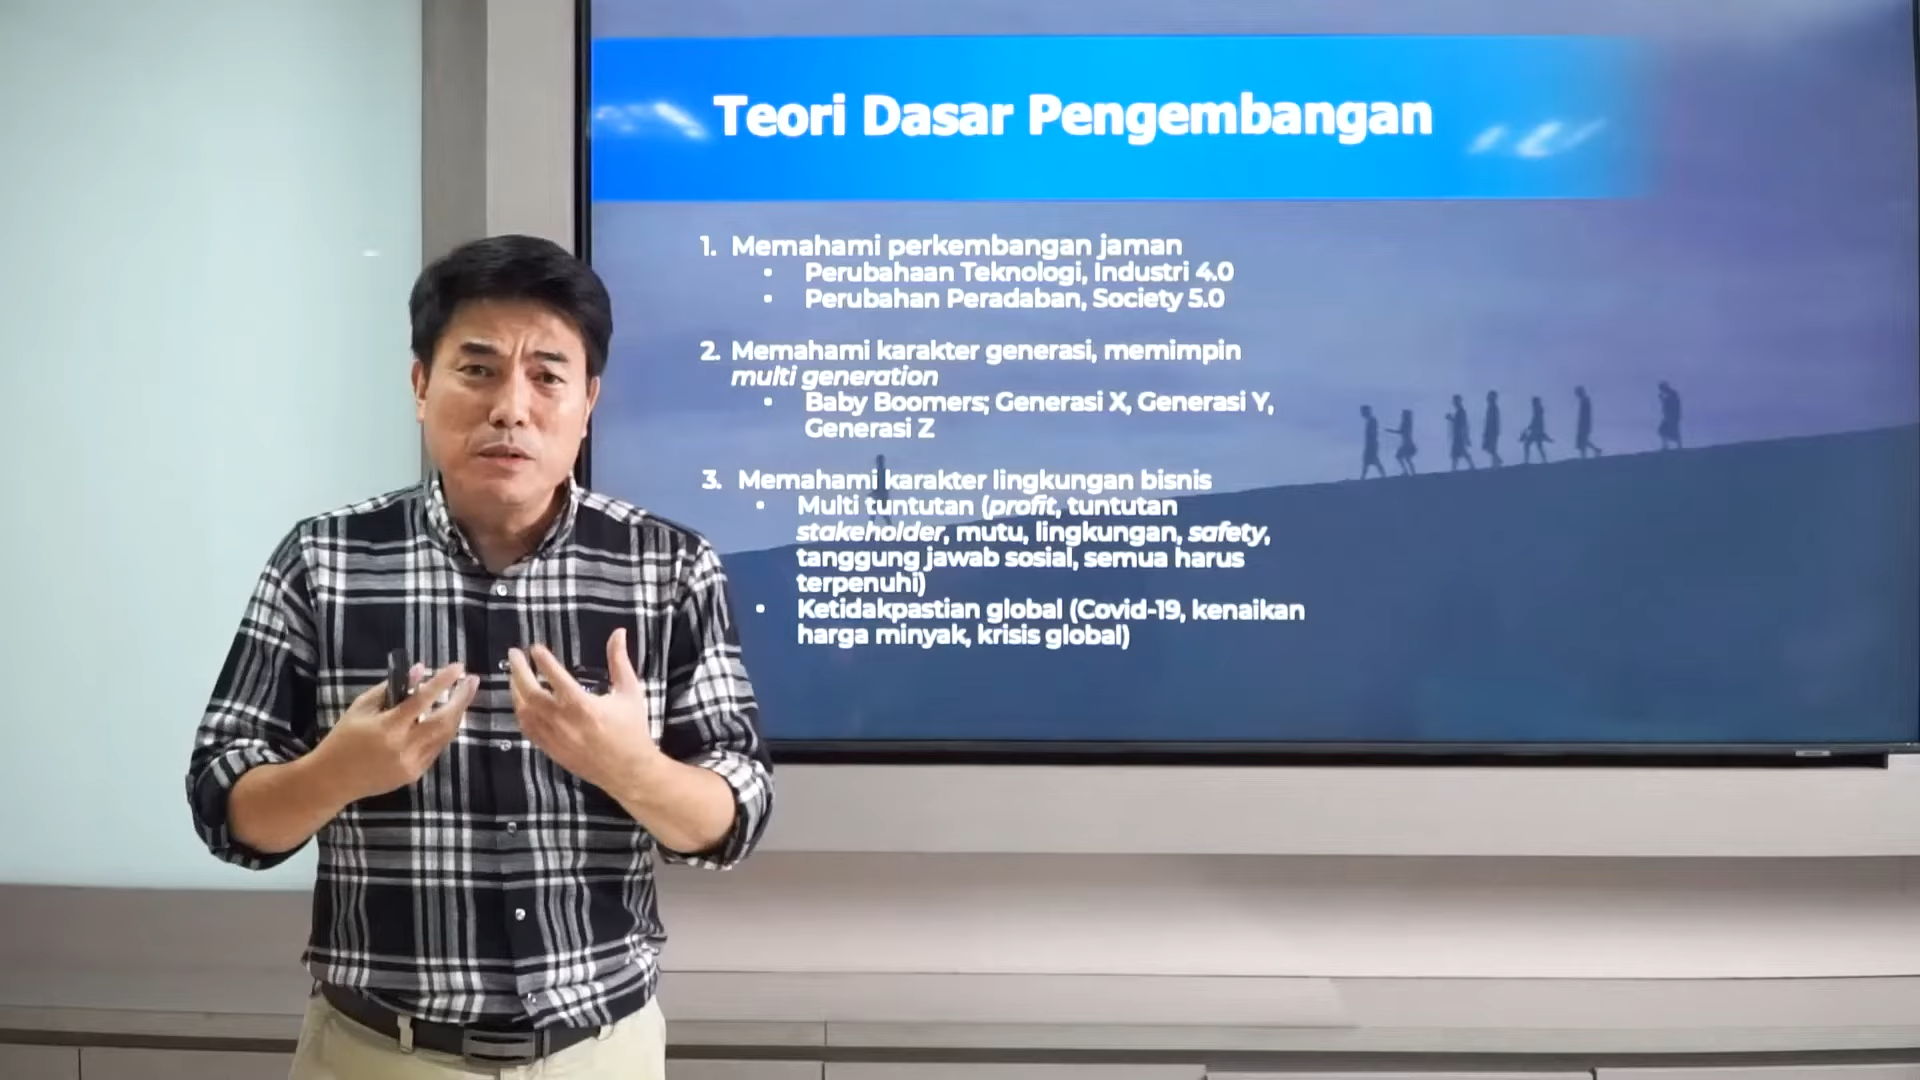 Teori Dasar Pengembangan
1. Memahami perkembangan jaman
• Perubahaan Teknologi, Industri 4.0
• Perubahan Peradaban, Society 5.0
2. Memahami karakter generasi, memimpin
multi generation
• Baby Boomers; Generasi X, Generasi Y,
Generasi Z
3. Memahami karakter lingkungan bisnis
• Multi tuntutan (profit, tuntutan
stakeholder, mutu, lingkungan, safety,
tanggung jawab sosial, semua harus
terpenuhi)
• Ketidakpastian global (Covid-19, kenaikan
harga minyak, krisis global)